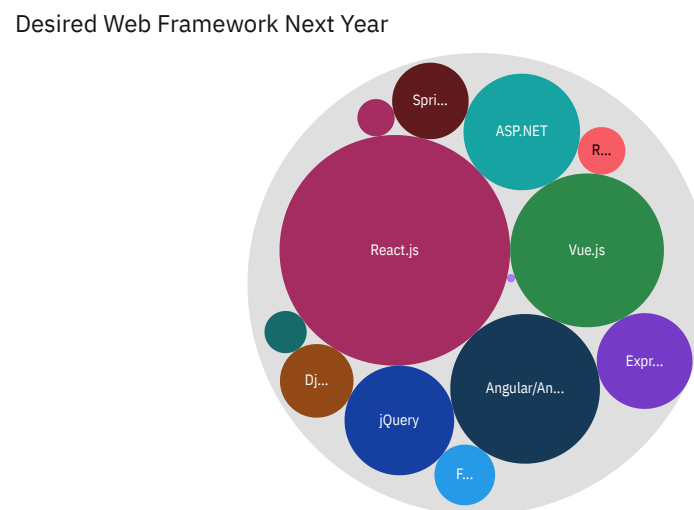 Desired Web Framework Next Year
Spri...
ASP.NET
R...
React.js
Vue.js
Expr...
Dj...
Angular/An...
jQuery
F...